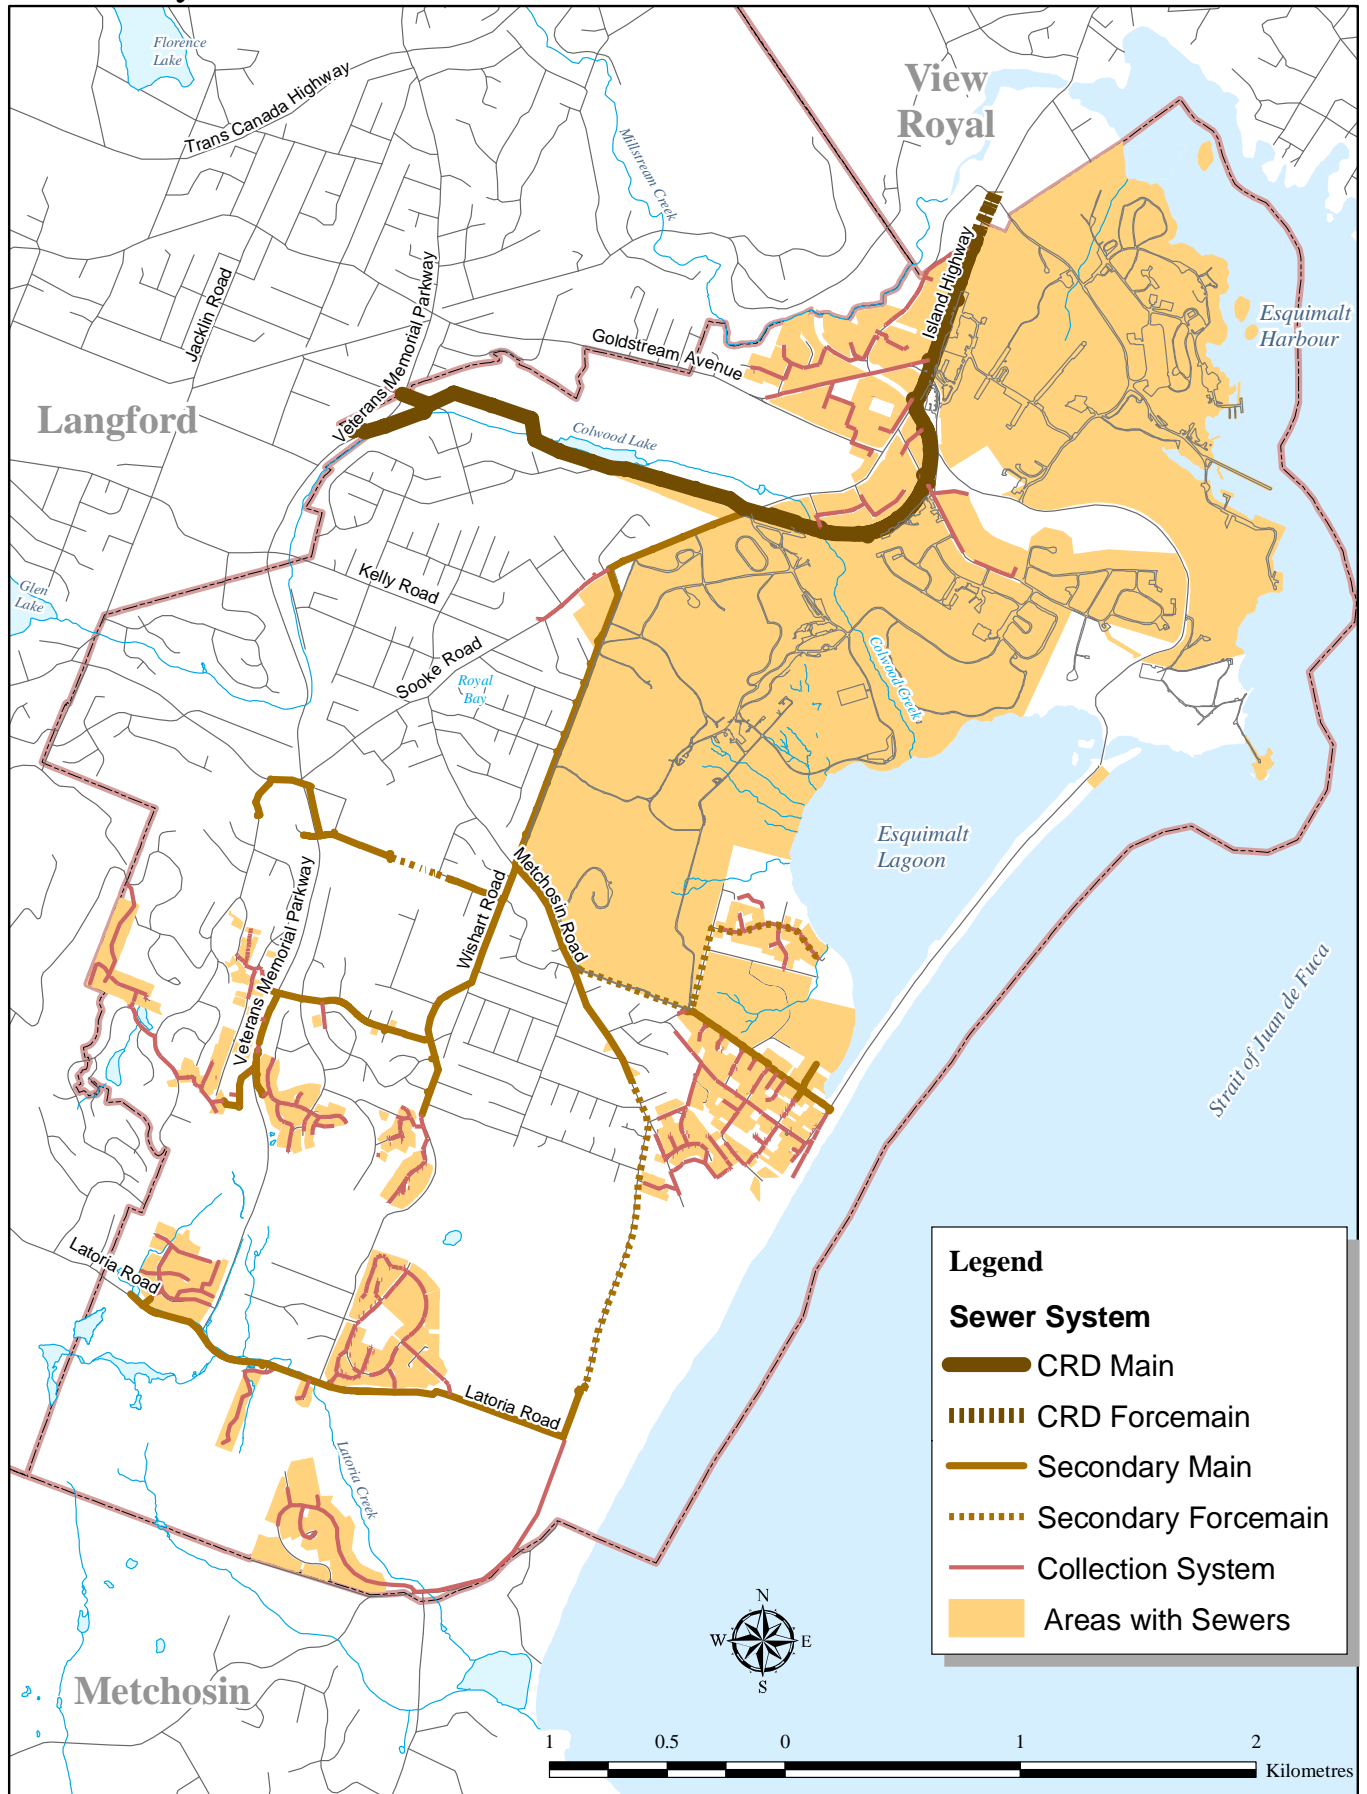 Florence
Lake
Trans Canada Highway
View
Royal
Millstream Creek
Jacklin Road
Veterans Memorial Parkway
Island Highway
Esquimalt
Harbour
Goldstream Avenue
Langford
Veterans Memorial Parkway
Colwood Lake
Glen
Lake
Kelly Road
Sooke Road
Royal
Bay
Colwood Creek
Esquimalt
Lagoon
Metchosin Road
Wishart Road
Veterans Memorial Parkway
Strait of Juan de Fuca
Latoria Road
Latoria Road
Latoria Creek
Metchosin
Legend
Sewer System
CRD Main
CRD Forcemain
Secondary Main
Secondary Forcemain
Collection System
Areas with Sewers
N
W E
S
1 0.5 0 1 2
Kilometres